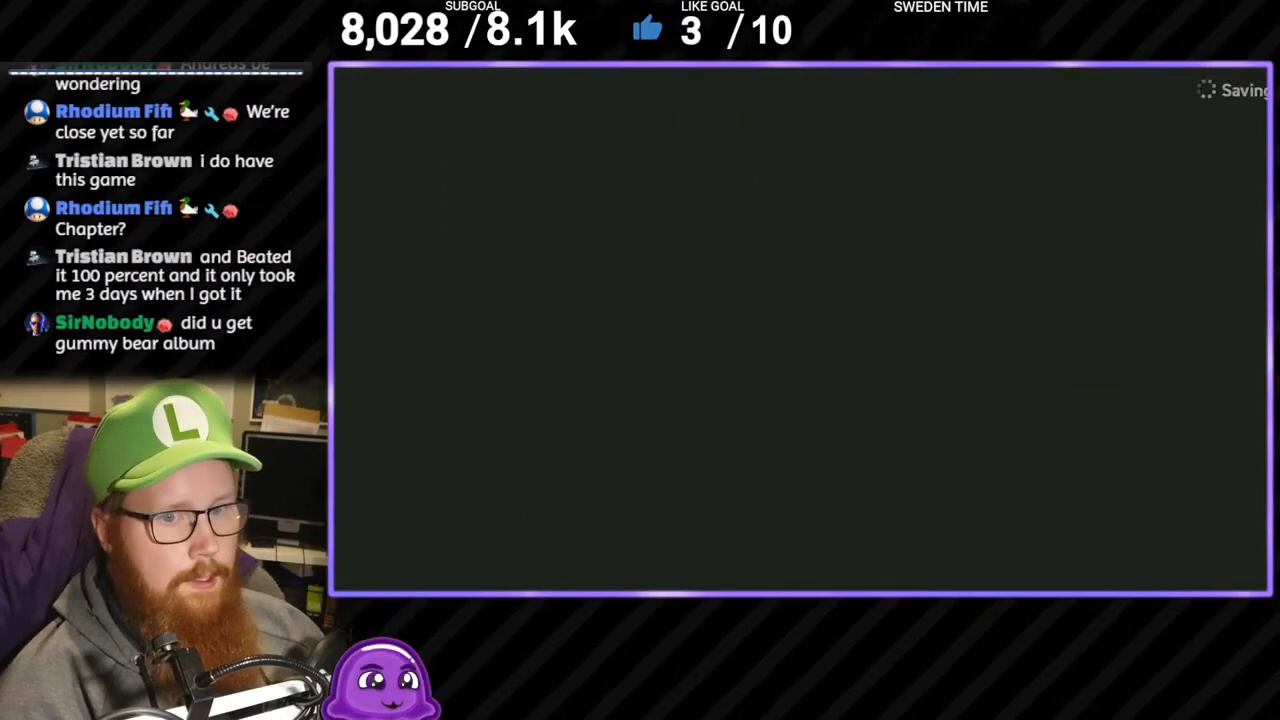 SUBGOAL
8,028 /8.1k
LIKE GOAL
3 /10
SWEDEN TIME
Saving
wondering
Rhodium Fifi We're
close yet so far
Tristian Brown i do have
this game
Rhodium Fifi
Chapter?
Tristian Brown and Beated
it 100 percent and it only took
me 3 days when I got it
SirNobody did u get
gummy bear album
L